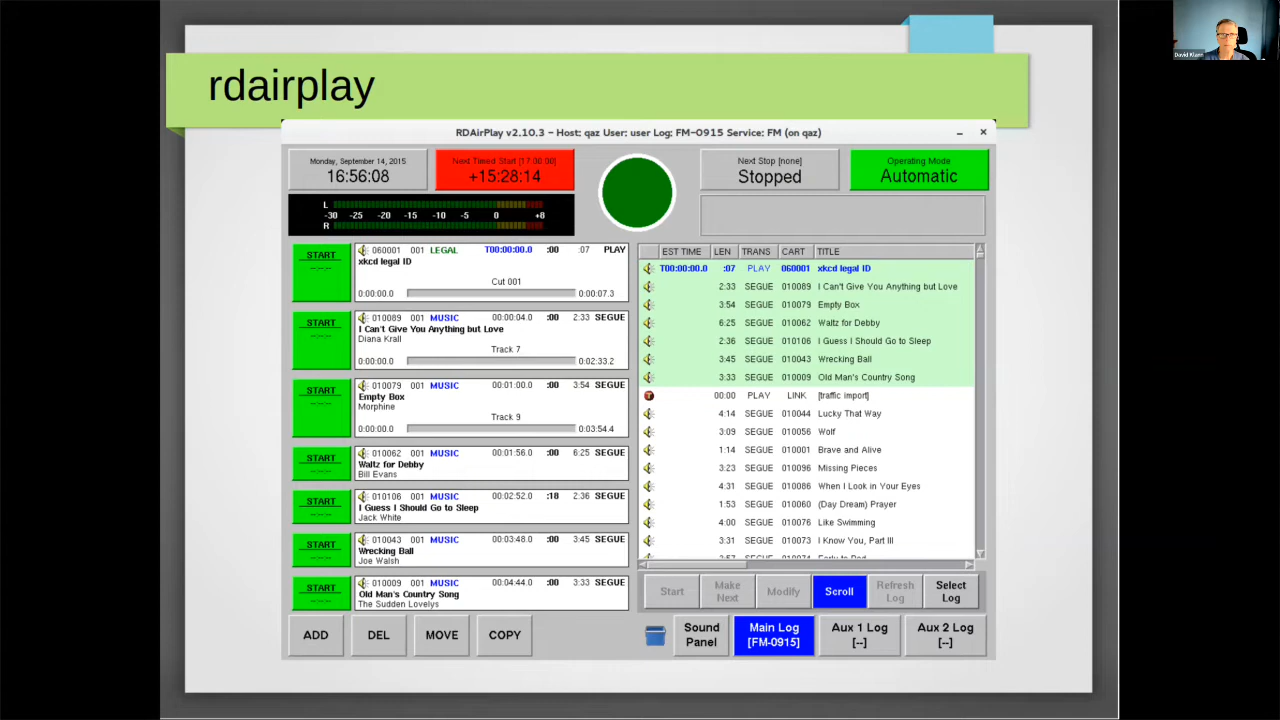 rdairplay
RDAirPlay v2.10.3 - Host: qaz User: user Log: FM-0915 Service: FM (on qaz)
Monday, September 14, 2015
16:56:08
Next Timed Start [17:00:00]
+15:28:14
Next Stop [none]
Stopped
Operating Mode
Automatic
L
-30 -25 -20 -15 -10 -5 0 +8
R
START
--:--:--
060001 001 LEGAL T00:00:00.0 :00 :07 PLAY
xkcd legal ID
Cut 001
0:00:00.0 0:00:07.3
START
--:--:--
010089 001 MUSIC 00:00:04.0 :00 2:33 SEGUE
I Can't Give You Anything but Love
Diana Krall
Track 7
0:00:00.0 0:02:33.2
START
--:--:--
010079 001 MUSIC 00:01:00.0 :00 3:54 SEGUE
Empty Box
Morphine
Track 9
0:00:00.0 0:03:54.4
START
--:--:--
010062 001 MUSIC 00:01:56.0 :00 6:25 SEGUE
Waltz for Debby
Bill Evans
START
--:--:--
010106 001 MUSIC 00:02:52.0 :18 2:36 SEGUE
I Guess I Should Go to Sleep
Jack White
START
--:--:--
010043 001 MUSIC 00:03:48.0 :00 3:45 SEGUE
Wrecking Ball
Joe Walsh
START
--:--:--
010009 001 MUSIC 00:04:44.0 :00 3:33 SEGUE
Old Man's Country Song
The Sudden Lovelys
EST TIME LEN TRANS CART TITLE
T00:00:00.0 :07 PLAY 060001 xkcd legal ID
2:33 SEGUE 010089 I Can't Give You Anything but Love
3:54 SEGUE 010079 Empty Box
6:25 SEGUE 010062 Waltz for Debby
2:36 SEGUE 010106 I Guess I Should Go to Sleep
3:45 SEGUE 010043 Wrecking Ball
3:33 SEGUE 010009 Old Man's Country Song
00:00 PLAY LINK [traffic import]
4:14 SEGUE 010044 Lucky That Way
3:09 SEGUE 010056 Wolf
1:14 SEGUE 010001 Brave and Alive
3:23 SEGUE 010096 Missing Pieces
4:31 SEGUE 010086 When I Look in Your Eyes
1:53 SEGUE 010060 (Day Dream) Prayer
4:00 SEGUE 010076 Like Swimming
3:31 SEGUE 010073 I Know You, Part III
Start
Make
Next
Modify
Scroll
Refresh
Log
Select
Log
ADD
DEL
MOVE
COPY
Sound
Panel
Main Log
[FM-0915]
Aux 1 Log
[--]
Aux 2 Log
[--]
David Klann